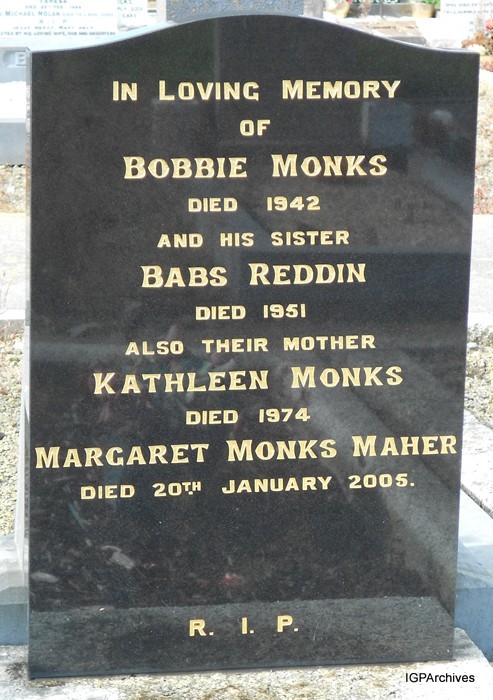 IN LOVING MEMORY
OF
BOBBIE MONKS
DIED 1942
AND HIS SISTER
BABS REDDIN
DIED 1951
ALSO THEIR MOTHER
KATHLEEN MONKS
DIED 1974
MARGARET MONKS MAHER
DIED 20TH JANUARY 2005.
R. I. P.
IGPArchives